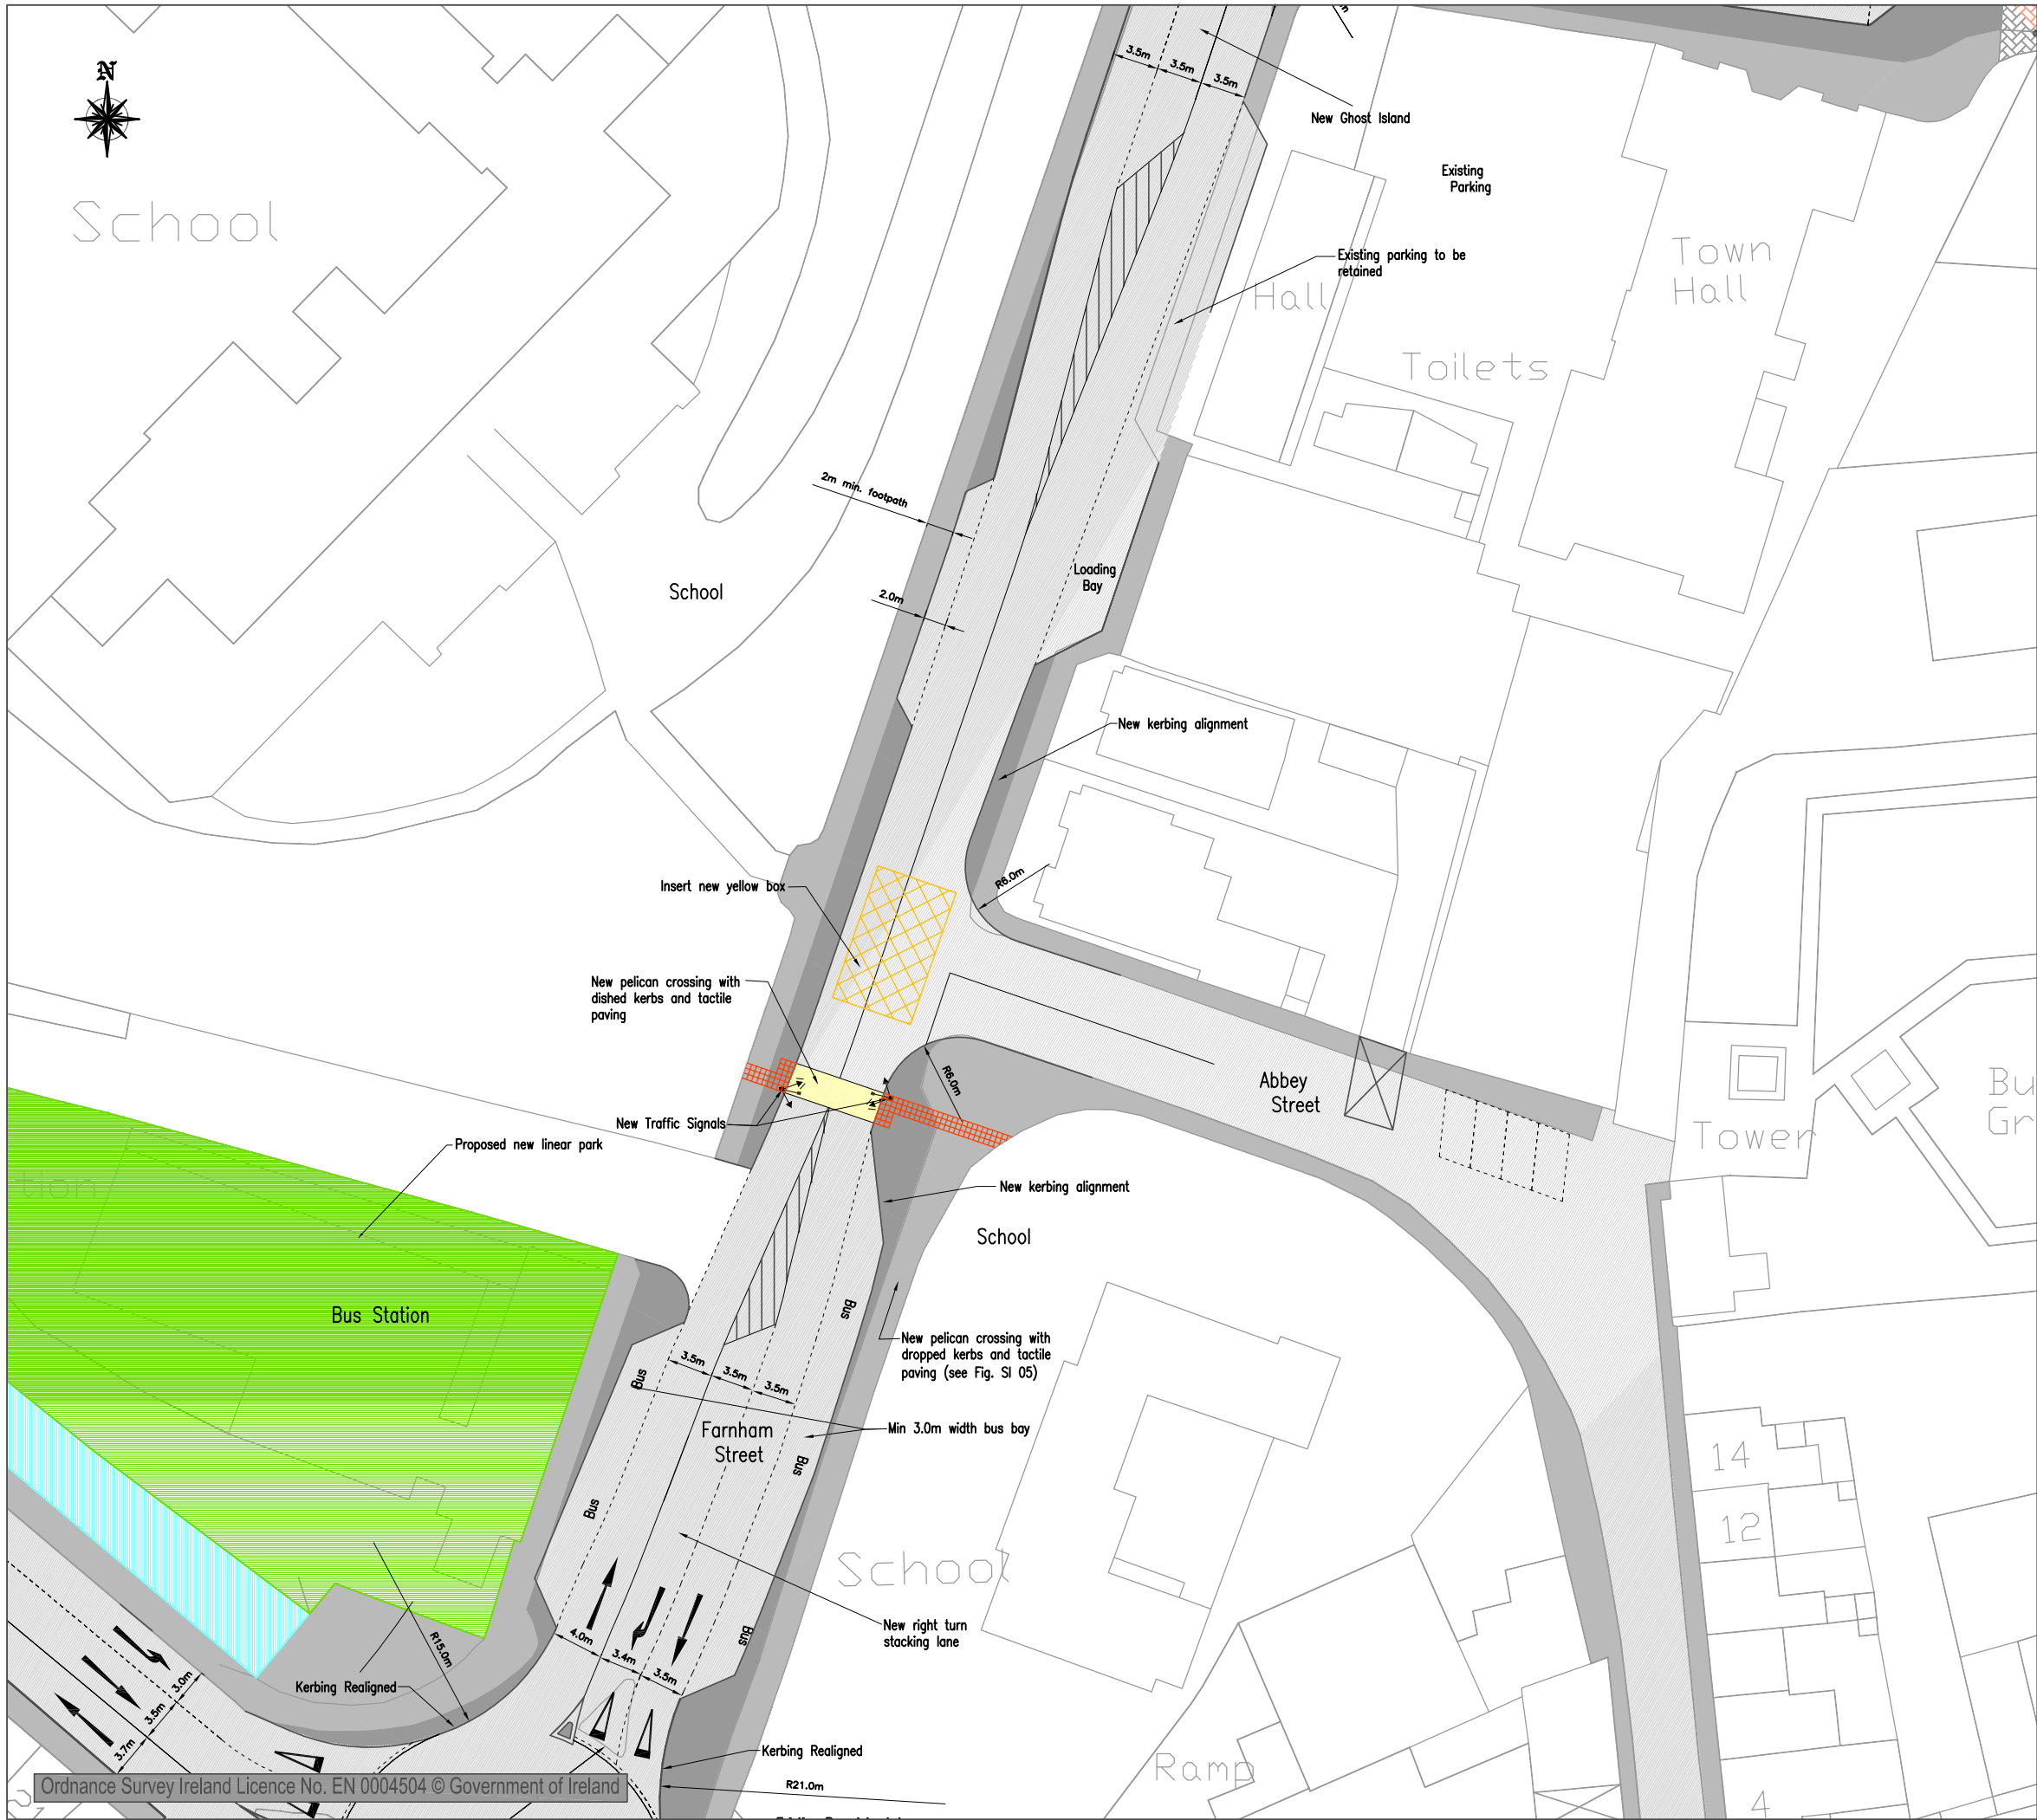 N
3.5m
3.5m
3.5m
New Ghost Island
Existing
Parking
School
Town
Hall
Existing parking to be
retained
Hall
Toilets
2m min. footpath
Loading
Bay
School
2.0m
New kerbing alignment
R6.0m
Insert new yellow box
New pelican crossing with
dished kerbs and tactile
paving
R6.0m
Abbey
Street
New Traffic Signals
Tower
Bu
Gr
Proposed new linear park
tion
New kerbing alignment
School
Bus Station
Bus
New pelican crossing with
dropped kerbs and tactile
paving (see Fig. SI 05)
3.5m
3.5m
3.5m
Bus
Min 3.0m width bus bay
Farnham
Street
Bus
Bus
14
12
School
New right turn
stacking lane
Bus
4.0m
3.4m
3.5m
R15.0m
Kerbing Realigned
3.0m
3.5m
3.7m
Kerbing Realigned
R21.0m
Ramp
4
Ordnance Survey Ireland Licence No. EN 0004504 © Government of Ireland